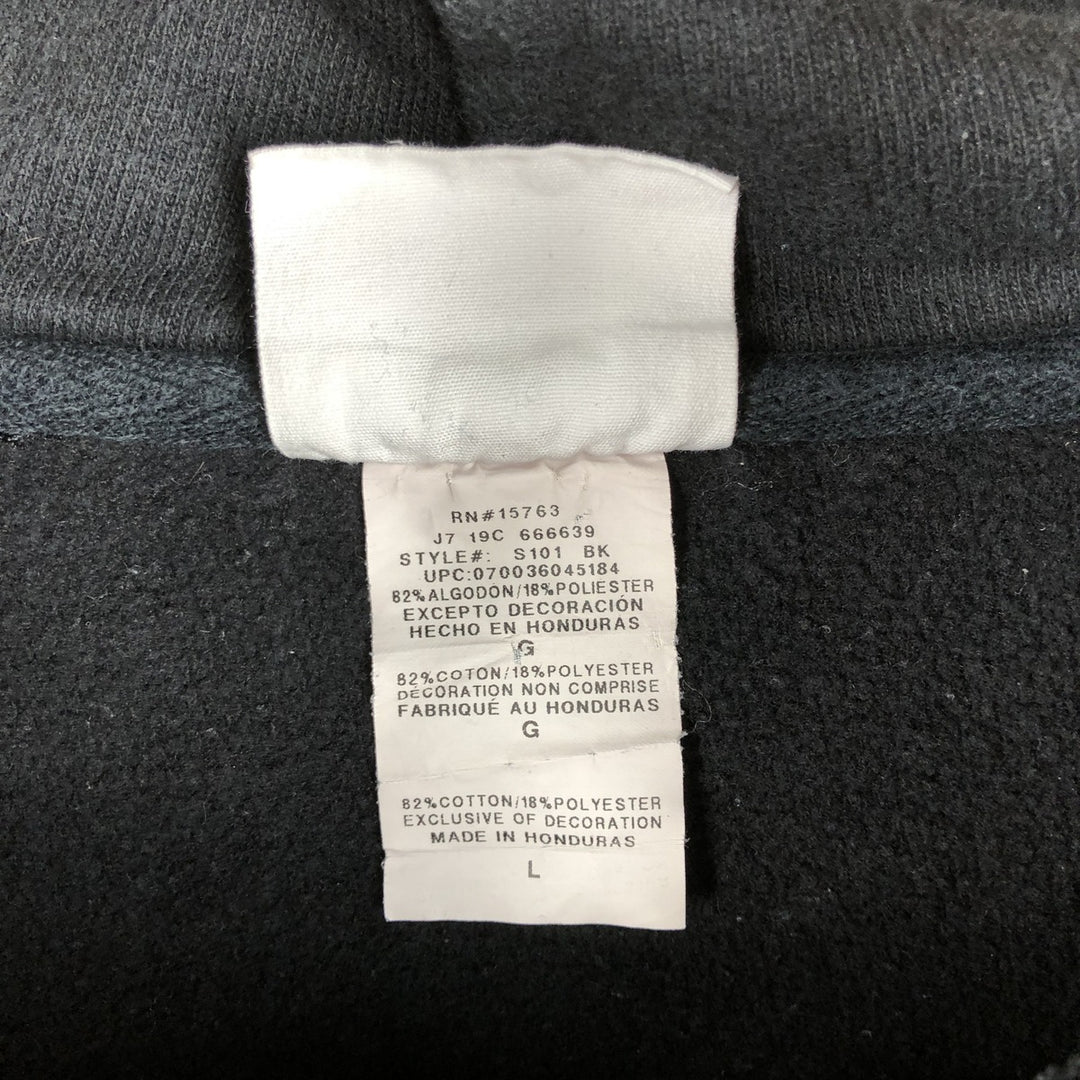 RN#15763
J7 19C 666639
STYLE#: S101 BK
UPC:070036045184
82%ALGODON/18%POLIESTER
EXCEPTO DECORACIÓN
HECHO EN HONDURAS
G
82%COTON/18%POLYESTER
DÉCORATION NON COMPRISE
FABRIQUÉ AU HONDURAS
G
82%COTTON/18%POLYESTER
EXCLUSIVE OF DECORATION
MADE IN HONDURAS
L